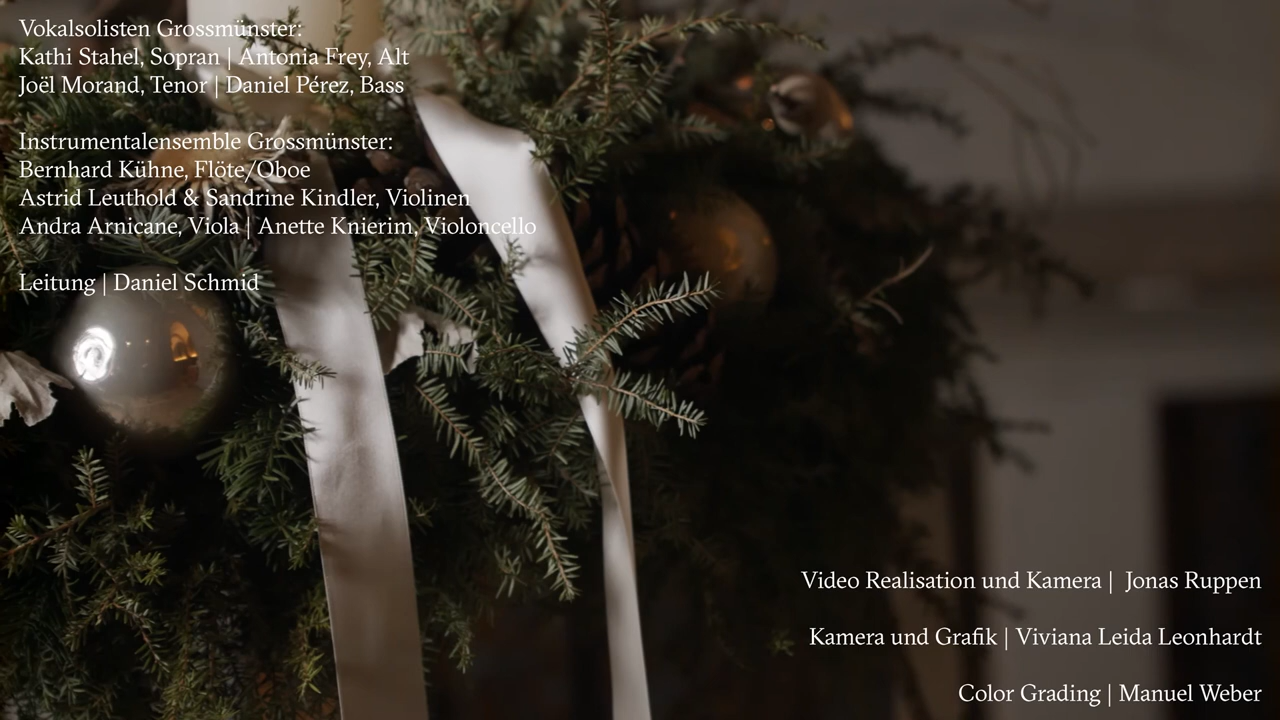 Vokalsolisten Grossmünster:
Kathi Stahel, Sopran | Antonia Frey, Alt
Joël Morand, Tenor | Daniel Pérez, Bass
Instrumentalensemble Grossmünster:
Bernhard Kühne, Flöte/Oboe
Astrid Leuthold & Sandrine Kindler, Violinen
Andra Arnicane, Viola | Anette Knierim, Violoncello
Leitung | Daniel Schmid
Video Realisation und Kamera | Jonas Ruppen
Kamera und Grafik | Viviana Leida Leonhardt
Color Grading | Manuel Weber